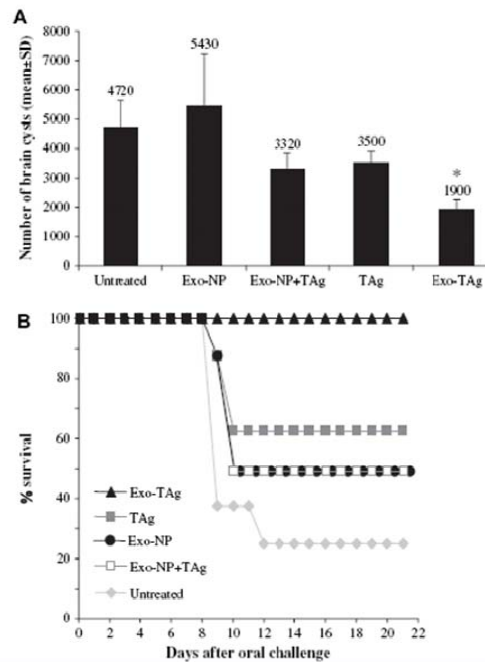 A
Number of brain cysts (mean±SD)
8000
7000
6000
5000
4000
3000
2000
1000
0
4720
5430
3320
3500
*
1900
Untreated
Exo-NP
Exo-NP+TAg
TAg
Exo-TAg
B
% survival
100
80
60
40
20
0
Exo-TAg
TAg
Exo-NP
Exo-NP+TAg
Untreated
0 2 4 6 8 10 12 14 16 18 20 22
Days after oral challenge